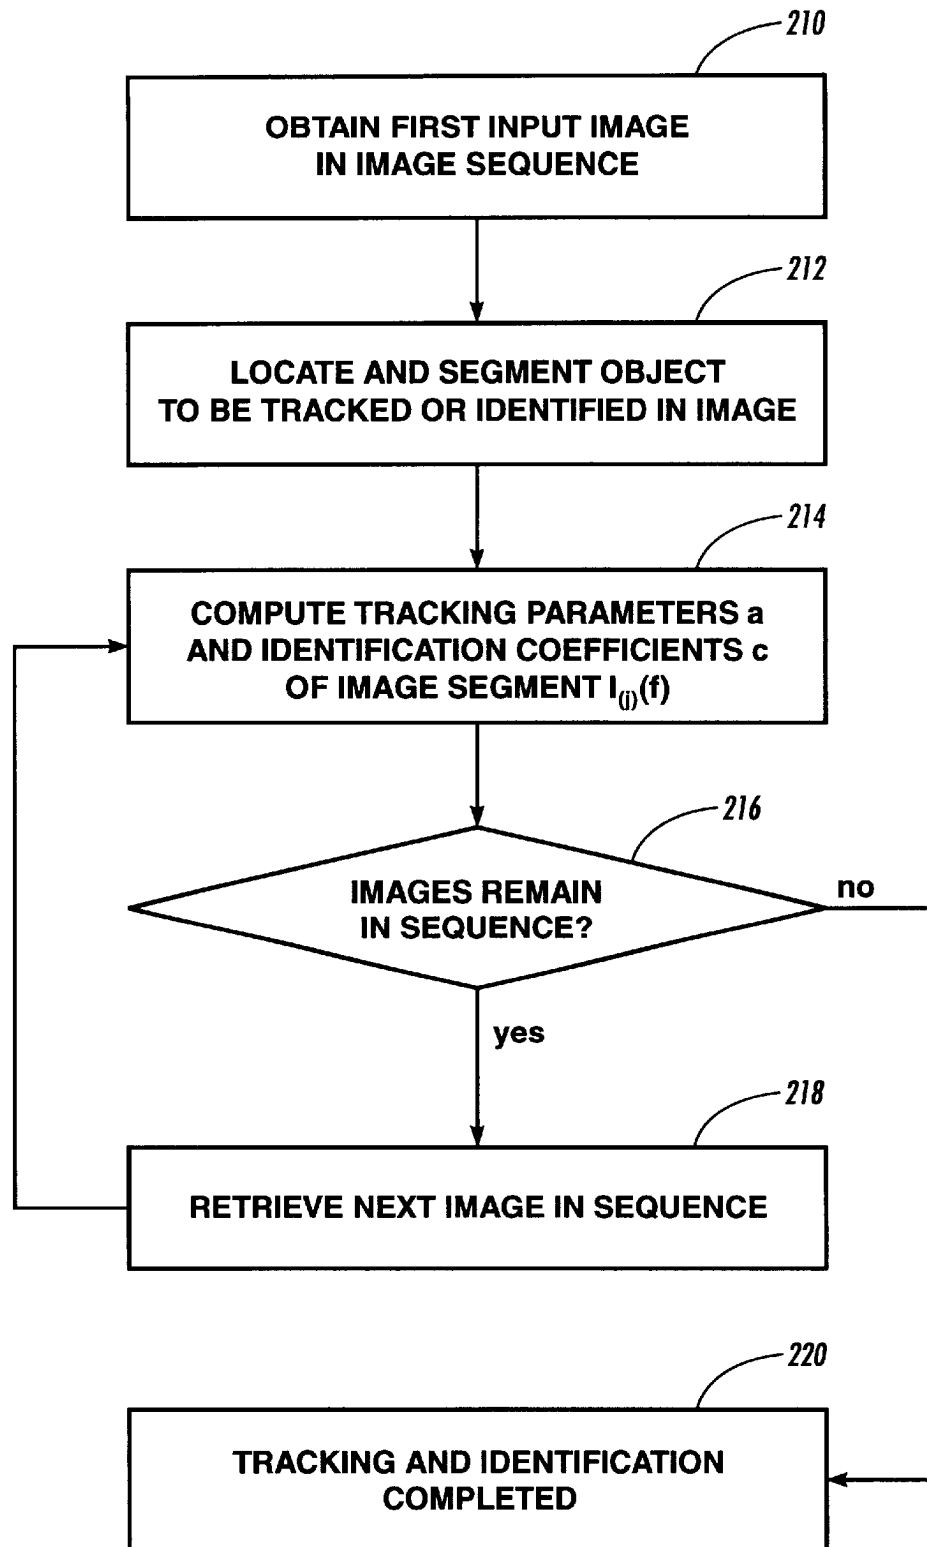 210
OBTAIN FIRST INPUT IMAGE
IN IMAGE SEQUENCE
212
LOCATE AND SEGMENT OBJECT
TO BE TRACKED OR IDENTIFIED IN IMAGE
214
COMPUTE TRACKING PARAMETERS a
AND IDENTIFICATION COEFFICIENTS c
OF IMAGE SEGMENT I(j)(f)
216
IMAGES REMAIN
IN SEQUENCE?
no
yes
218
RETRIEVE NEXT IMAGE IN SEQUENCE
220
TRACKING AND IDENTIFICATION
COMPLETED